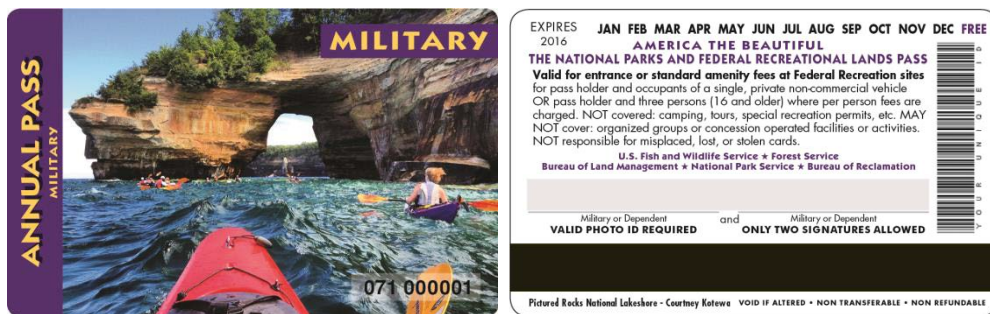 ANNUAL PASS
MILITARY
MILITARY
071 000001
EXPIRES JAN FEB MAR APR MAY JUN JUL AUG SEP OCT NOV DEC FREE
2016
AMERICA THE BEAUTIFUL
THE NATIONAL PARKS AND FEDERAL RECREATIONAL LANDS PASS
Valid for entrance or standard amenity fees at Federal Recreation sites
for pass holder and occupants of a single, private non-commercial vehicle
OR pass holder and three persons (16 and older) where per person fees are
charged. NOT covered: camping, tours, special recreation permits, etc. MAY
NOT cover: organized groups or concession operated facilities or activities.
NOT responsible for misplaced, lost, or stolen cards.
U.S. Fish and Wildlife Service ★ Forest Service
Bureau of Land Management ★ National Park Service ★ Bureau of Reclamation
YOUR UNIQUE ID
Military or Dependent and Military or Dependent
VALID PHOTO ID REQUIRED ONLY TWO SIGNATURES ALLOWED
Pictured Rocks National Lakeshore - Courtney Kotewa VOID IF ALTERED • NON TRANSFERABLE • NON REFUNDABLE